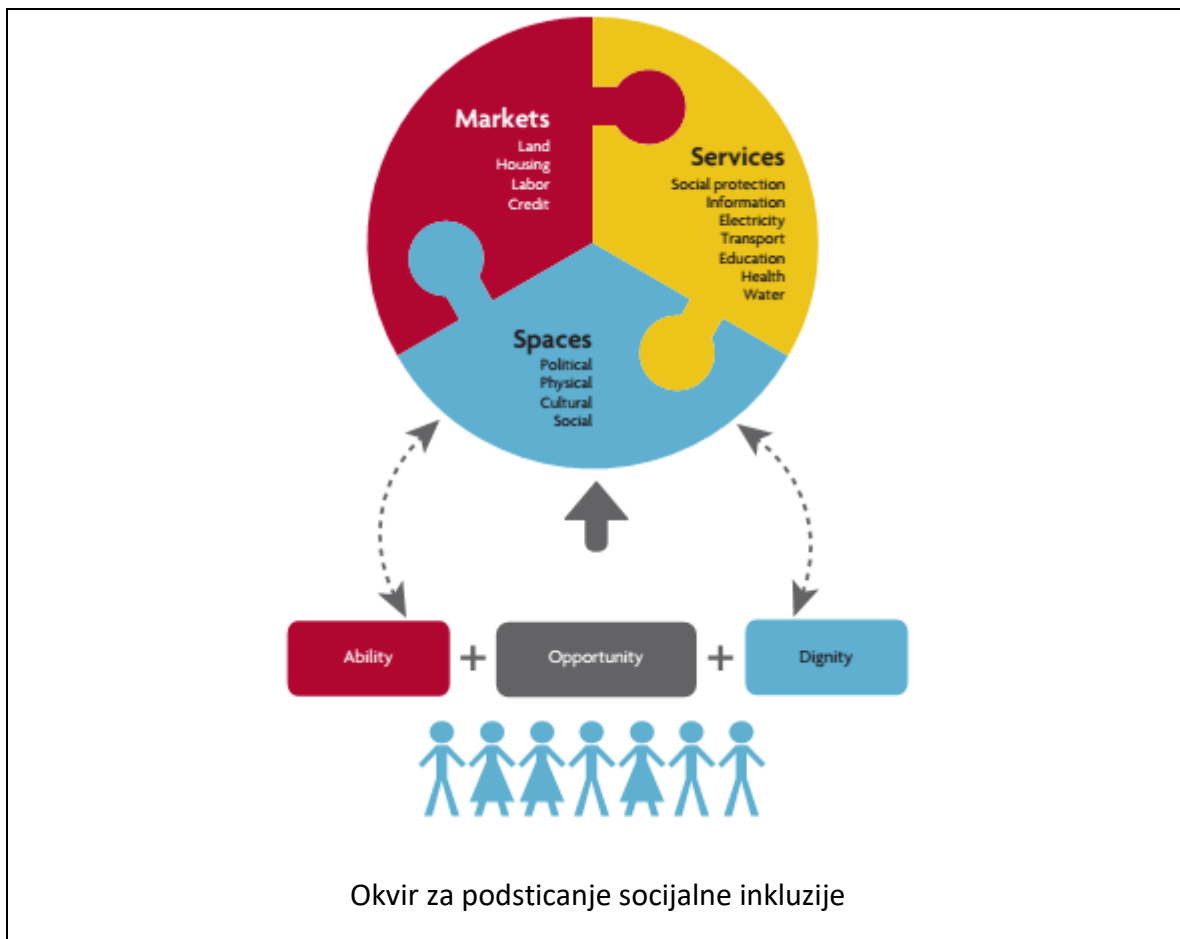 Markets
Land
Housing
Labor
Credit
Services
Social protection
Information
Electricity
Transport
Education
Health
Water
Spaces
Political
Physical
Cultural
Social
Ability + Opportunity + Dignity
Okvir za podsticanje socijalne inkluzije